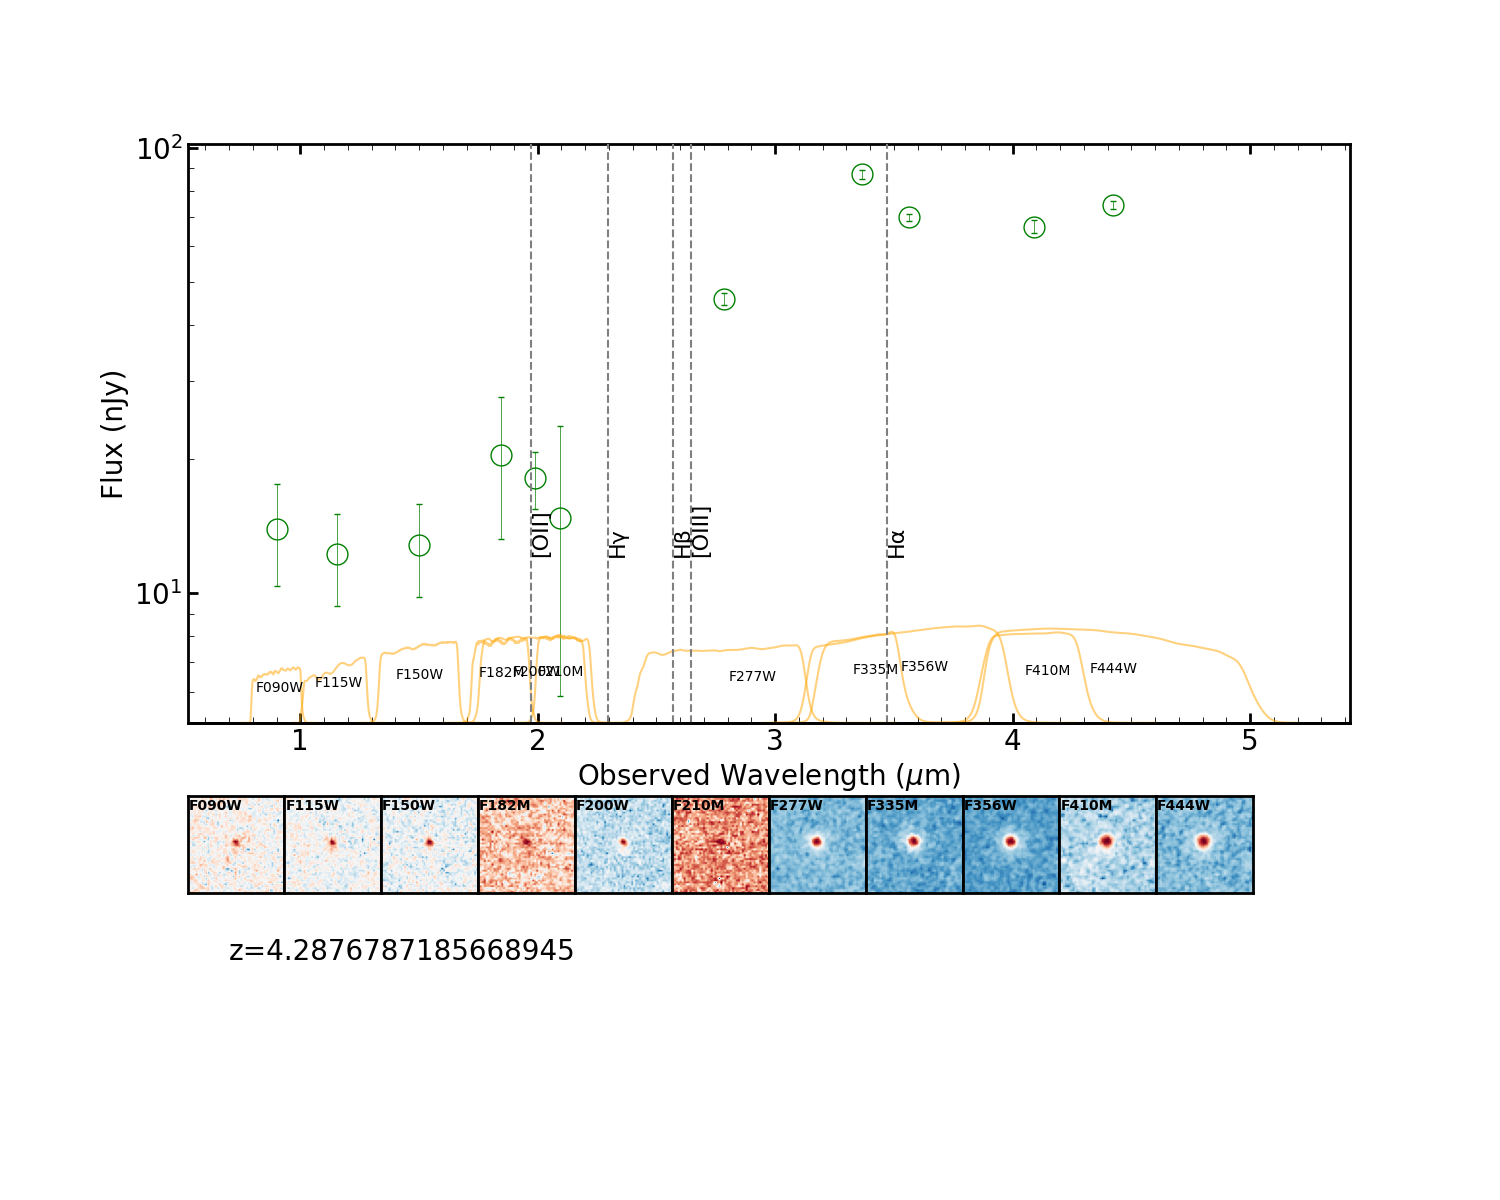 10²
10¹
Flux (nJy)
[OII]
Hγ
Hβ
[OIII]
Hα
F090W
F115W
F150W
F182M
F200W
F210M
F277W
F335M
F356W
F410M
F444W
1 2 3 4 5
Observed Wavelength (μm)
F090W F115W F150W F182M F200W F210M F277W F335M F356W F410M F444W
z=4.2876787185668945